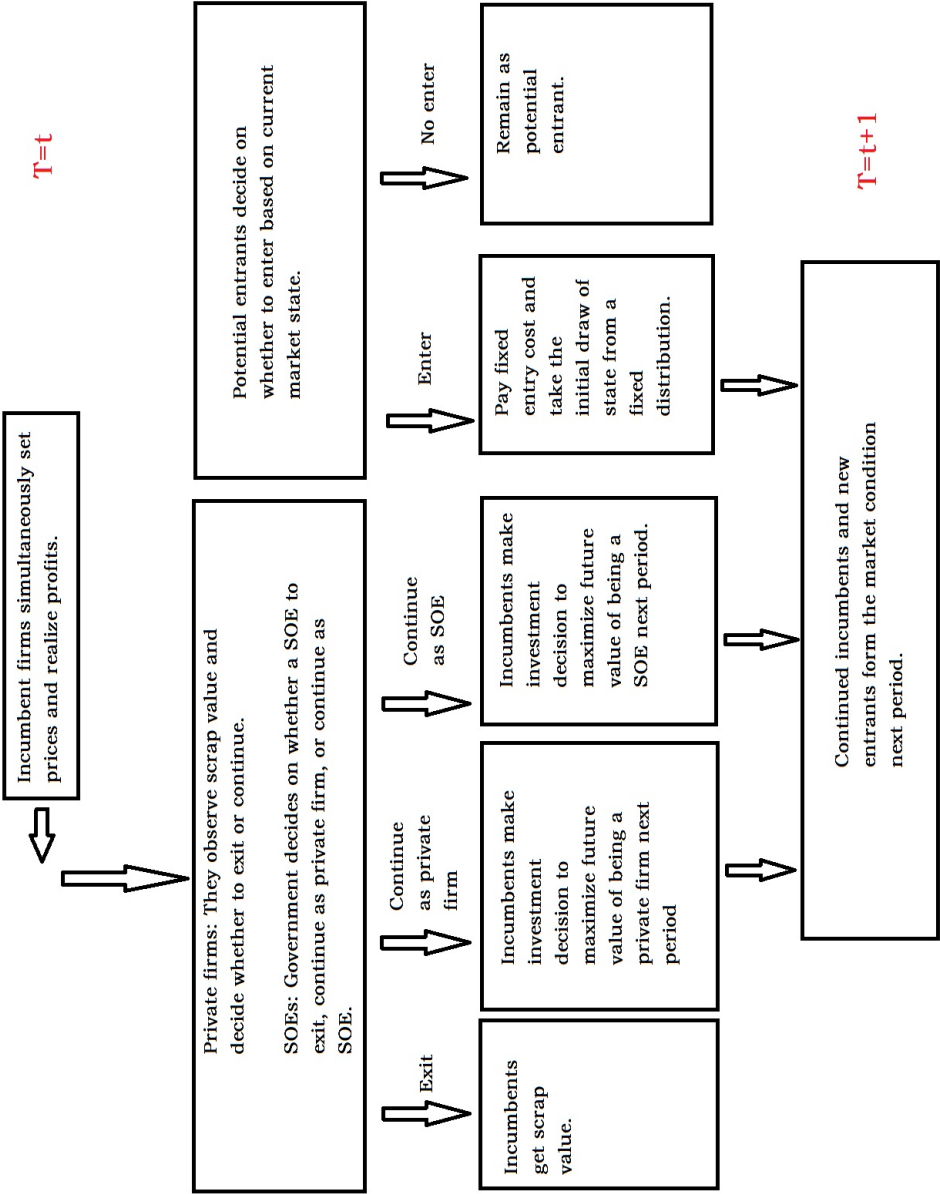 T=t
Incumbent firms simultaneously set
prices and realize profits.
Private firms: They observe scrap value and
decide whether to exit or continue.
SOEs: Government decides on whether a SOE to
exit, continue as private firm, or continue as
SOE.
Potential entrants decide on
whether to enter based on current
market state.
Exit
Continue
as private
firm
Continue
as SOE
Enter
No enter
Incumbents
get scrap
value.
Incumbents make
investment
decision to
maximize future
value of being a
private firm next
period
Incumbents make
investment
decision to
maximize future
value of being a
SOE next period.
Pay fixed
entry cost and
take the
initial draw of
state from a
fixed
distribution.
Remain as
potential
entrant.
Continued incumbents and new
entrants form the market condition
next period.
T=t+1